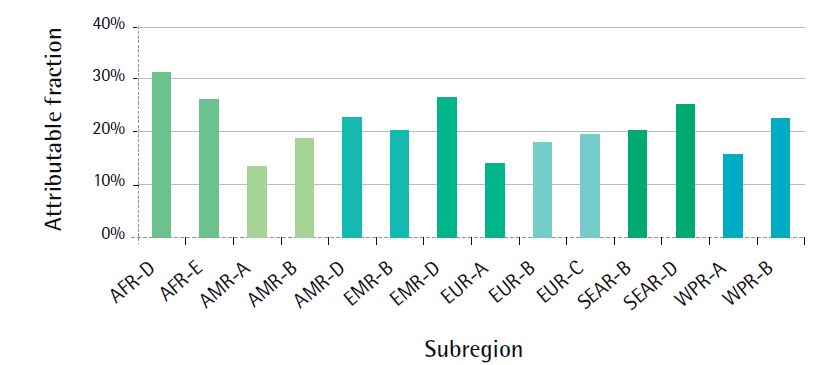 Attributable fraction
40%
30%
20%
10%
0%
AFR-D
AFR-E
AMR-A
AMR-B
AMR-D
EMR-B
EMR-D
EUR-A
EUR-B
EUR-C
SEAR-B
SEAR-D
WPR-A
WPR-B
Subregion